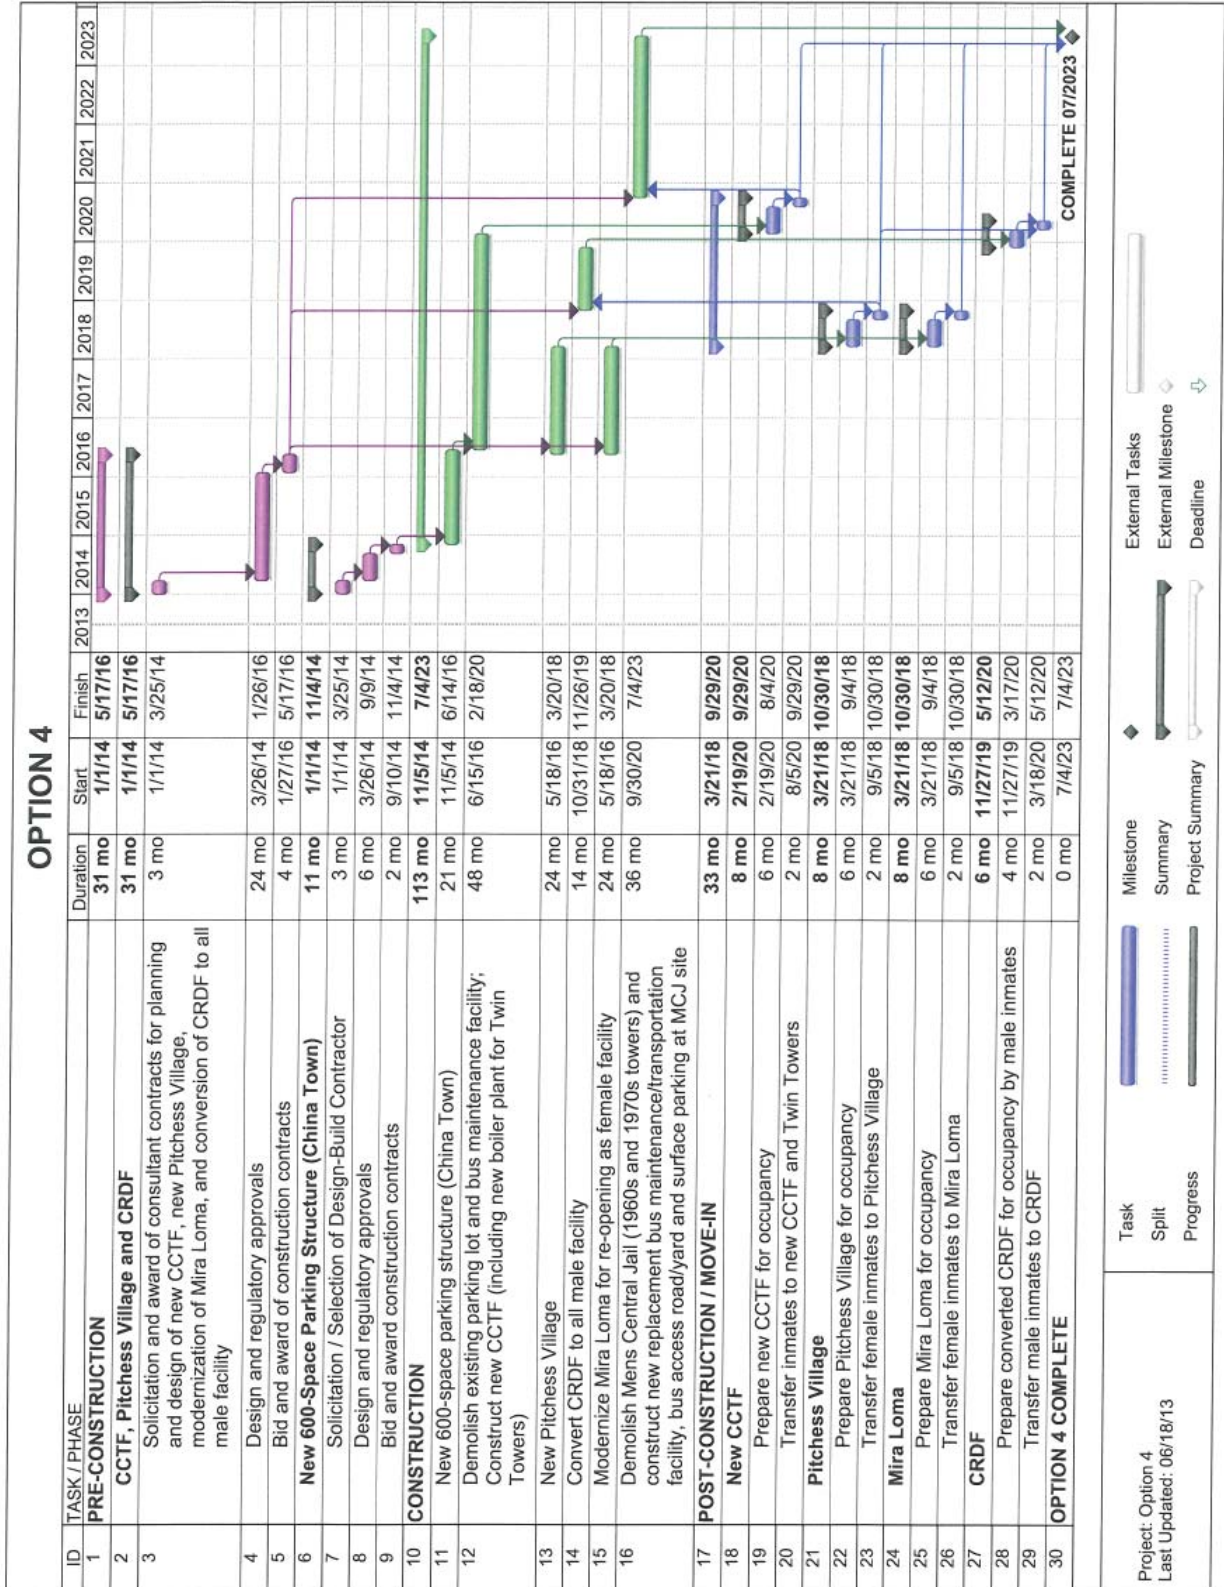 OPTION 4
ID TASK / PHASE Duration Start Finish 2013 2014 2015 2016 2017 2018 2019 2020 2021 2022 2023
1 PRE-CONSTRUCTION 31 mo 1/1/14 5/17/16
2 CCTF, Pitchess Village and CRDF 31 mo 1/1/14 5/17/16
3 Solicitation and award of consultant contracts for planning 3 mo 1/1/14 3/25/14
and design of new CCTF, new Pitchess Village,
modernization of Mira Loma, and conversion of CRDF to all
male facility
4 Design and regulatory approvals 24 mo 3/26/14 1/26/16
5 Bid and award of construction contracts 4 mo 1/27/16 5/17/16
6 New 600-Space Parking Structure (China Town) 11 mo 1/1/14 11/4/14
7 Solicitation / Selection of Design-Build Contractor 3 mo 1/1/14 3/25/14
8 Design and regulatory approvals 6 mo 3/26/14 9/9/14
9 Bid and award construction contracts 2 mo 9/10/14 11/4/14
10 CONSTRUCTION 113 mo 11/5/14 7/4/23
11 New 600-space parking structure (China Town) 21 mo 11/5/14 6/14/16
12 Demolish existing parking lot and bus maintenance facility; 48 mo 6/15/16 2/18/20
Construct new CCTF (including new boiler plant for Twin
Towers)
13 New Pitchess Village 24 mo 5/18/16 3/20/18
14 Convert CRDF to all male facility 14 mo 10/31/18 11/26/19
15 Modernize Mira Loma for re-opening as female facility 24 mo 5/18/16 3/20/18
16 Demolish Mens Central Jail (1960s and 1970s towers) and 36 mo 9/30/20 7/4/23
construct new replacement bus maintenance/transportation
facility, bus access road/yard and surface parking at MCJ site
17 POST-CONSTRUCTION / MOVE-IN 33 mo 3/21/18 9/29/20
18 New CCTF 8 mo 2/19/20 9/29/20
19 Prepare new CCTF for occupancy 6 mo 2/19/20 8/4/20
20 Transfer inmates to new CCTF and Twin Towers 2 mo 8/5/20 9/29/20
21 Pitchess Village 8 mo 3/21/18 10/30/18
22 Prepare Pitchess Village for occupancy 6 mo 3/21/18 9/4/18
23 Transfer female inmates to Pitchess Village 2 mo 9/5/18 10/30/18
24 Mira Loma 8 mo 3/21/18 10/30/18
25 Prepare Mira Loma for occupancy 6 mo 3/21/18 9/4/18
26 Transfer female inmates to Mira Loma 2 mo 9/5/18 10/30/18
27 CRDF 6 mo 11/27/19 5/12/20
28 Prepare converted CRDF for occupancy by male inmates 4 mo 11/27/19 3/17/20
29 Transfer male inmates to CRDF 2 mo 3/18/20 5/12/20
30 OPTION 4 COMPLETE 0 mo 7/4/23 7/4/23
COMPLETE 07/2023
Project: Option 4
Last Updated: 06/18/13
Task Milestone External Tasks
Split Summary External Milestone
Progress Project Summary Deadline